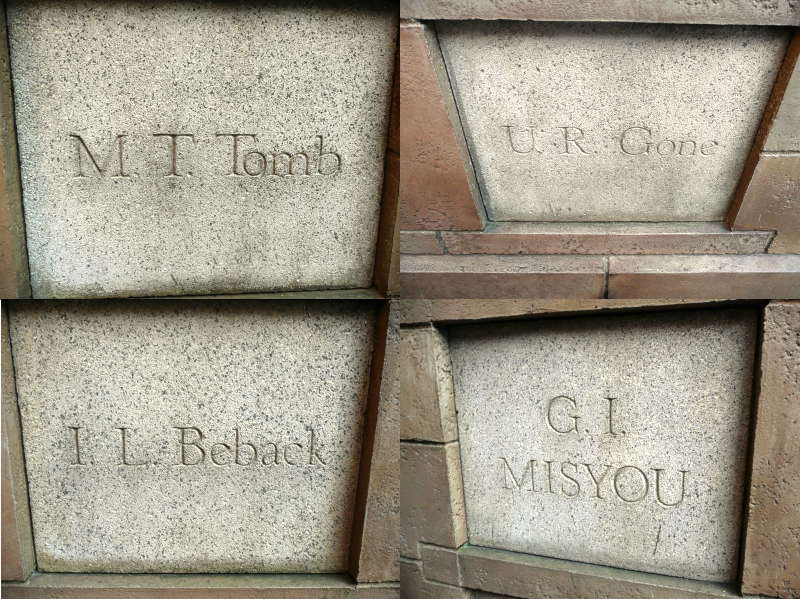 M. T. Tomb
U. R. Gone
I. L. Beback
G. I.
MISYOU